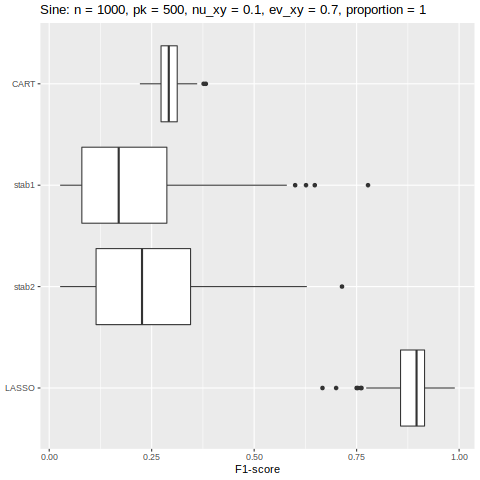 Sine: n = 1000, pk = 500, nu_xy = 0.1, ev_xy = 0.7, proportion = 1
CART
stab1
stab2
LASSO
0.00 0.25 0.50 0.75 1.00
F1-score